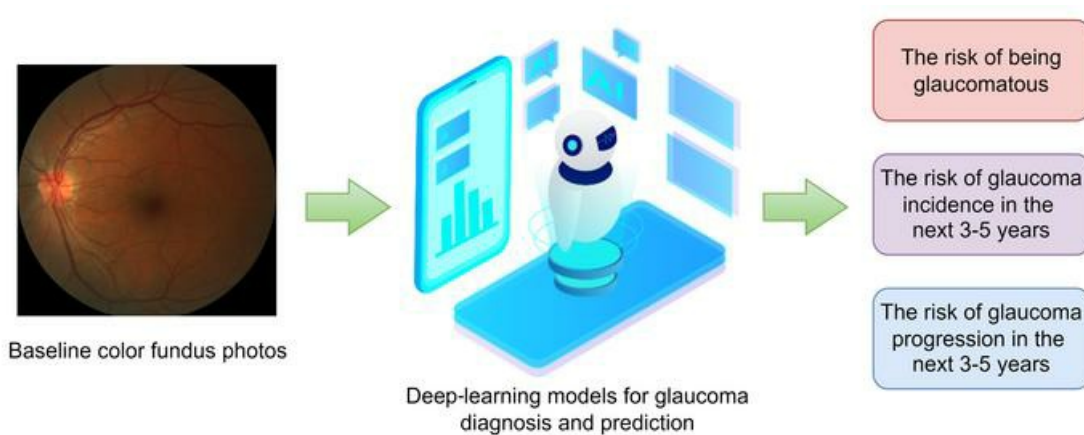 Baseline color fundus photos
AI
AI
Deep-learning models for glaucoma
diagnosis and prediction
The risk of being
glaucomatous
The risk of glaucoma
incidence in the
next 3-5 years
The risk of glaucoma
progression in the
next 3-5 years